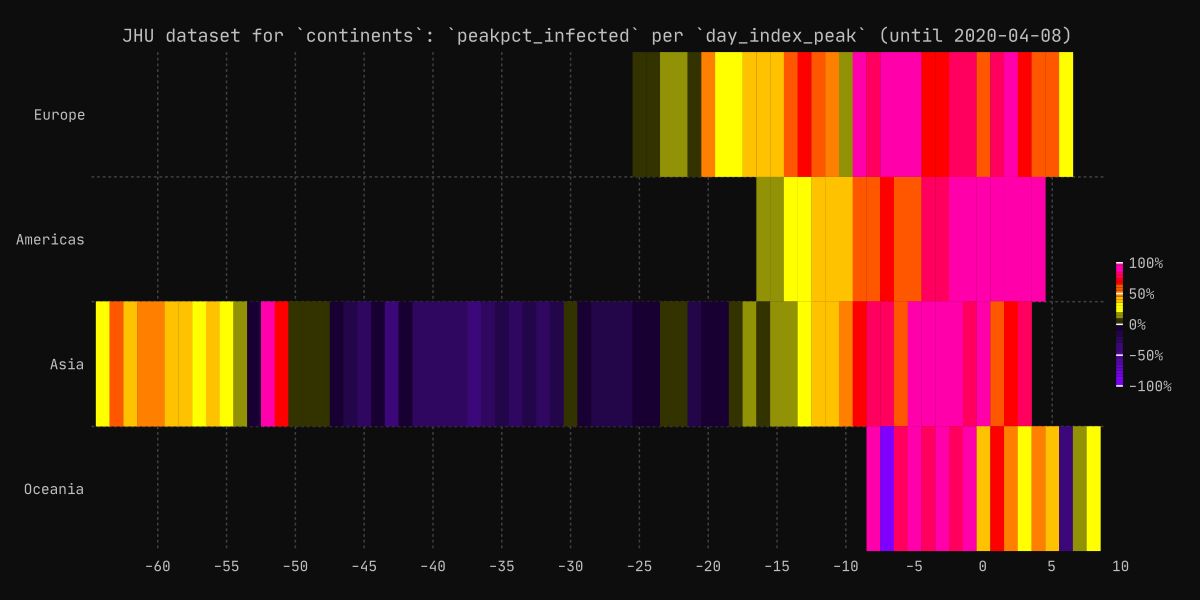 JHU dataset for `continents`: `peakpct_infected` per `day_index_peak` (until 2020-04-08)
Europe
Americas
Asia
Oceania
100%
50%
0%
-50%
-100%
-60 -55 -50 -45 -40 -35 -30 -25 -20 -15 -10 -5 0 5 10